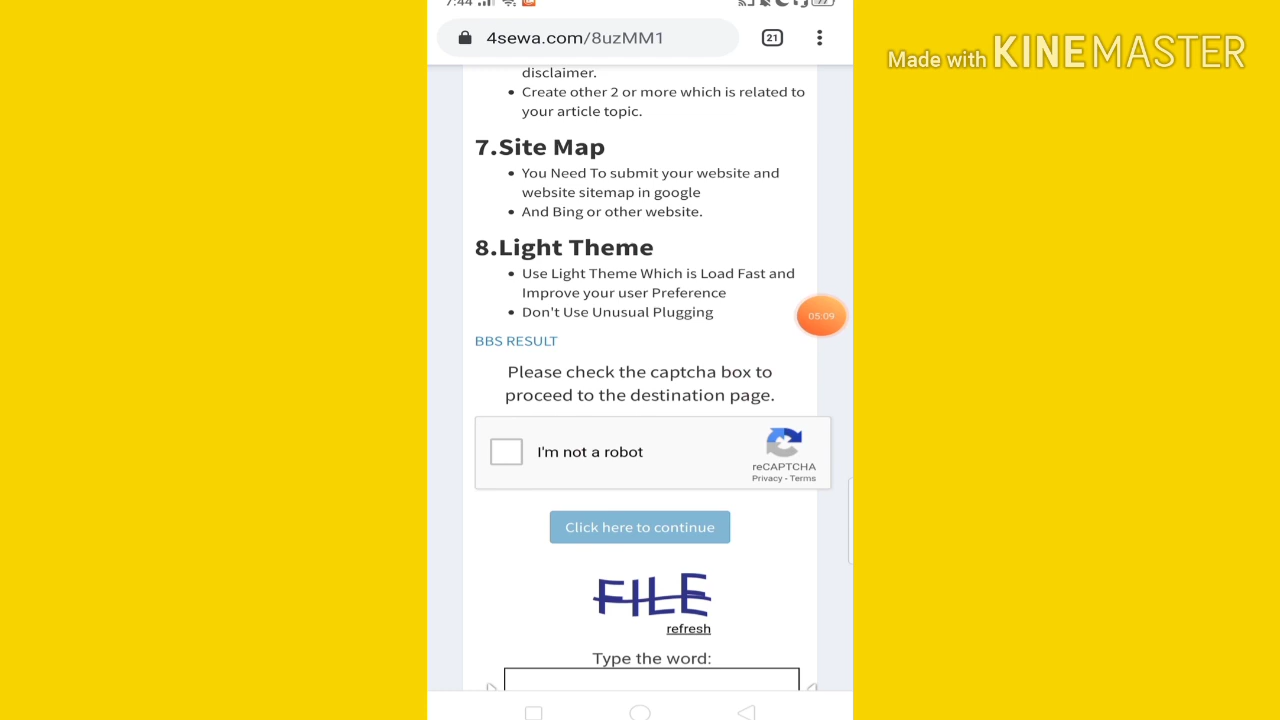 7:44
4sewa.com/8uzMM1
21
Made with KINEMASTER
disclaimer.
• Create other 2 or more which is related to
your article topic.
7.Site Map
• You Need To submit your website and
website sitemap in google
• And Bing or other website.
8.Light Theme
• Use Light Theme Which is Load Fast and
Improve your user Preference
• Don't Use Unusual Plugging
05:09
BBS RESULT
Please check the captcha box to
proceed to the destination page.
I'm not a robot
reCAPTCHA
Privacy - Terms
Click here to continue
FILE
refresh
Type the word: